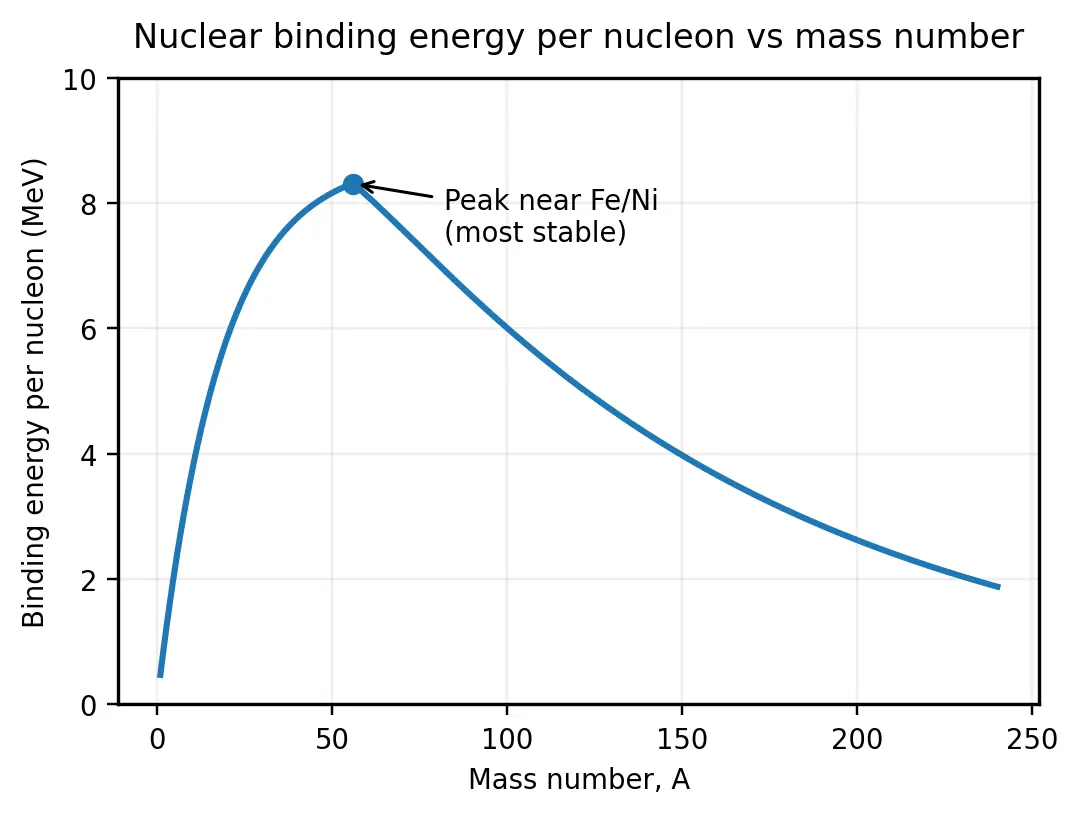 Nuclear binding energy per nucleon vs mass number
10
8
6
4
2
0
Binding energy per nucleon (MeV)
Peak near Fe/Ni
(most stable)
0 50 100 150 200 250
Mass number, A